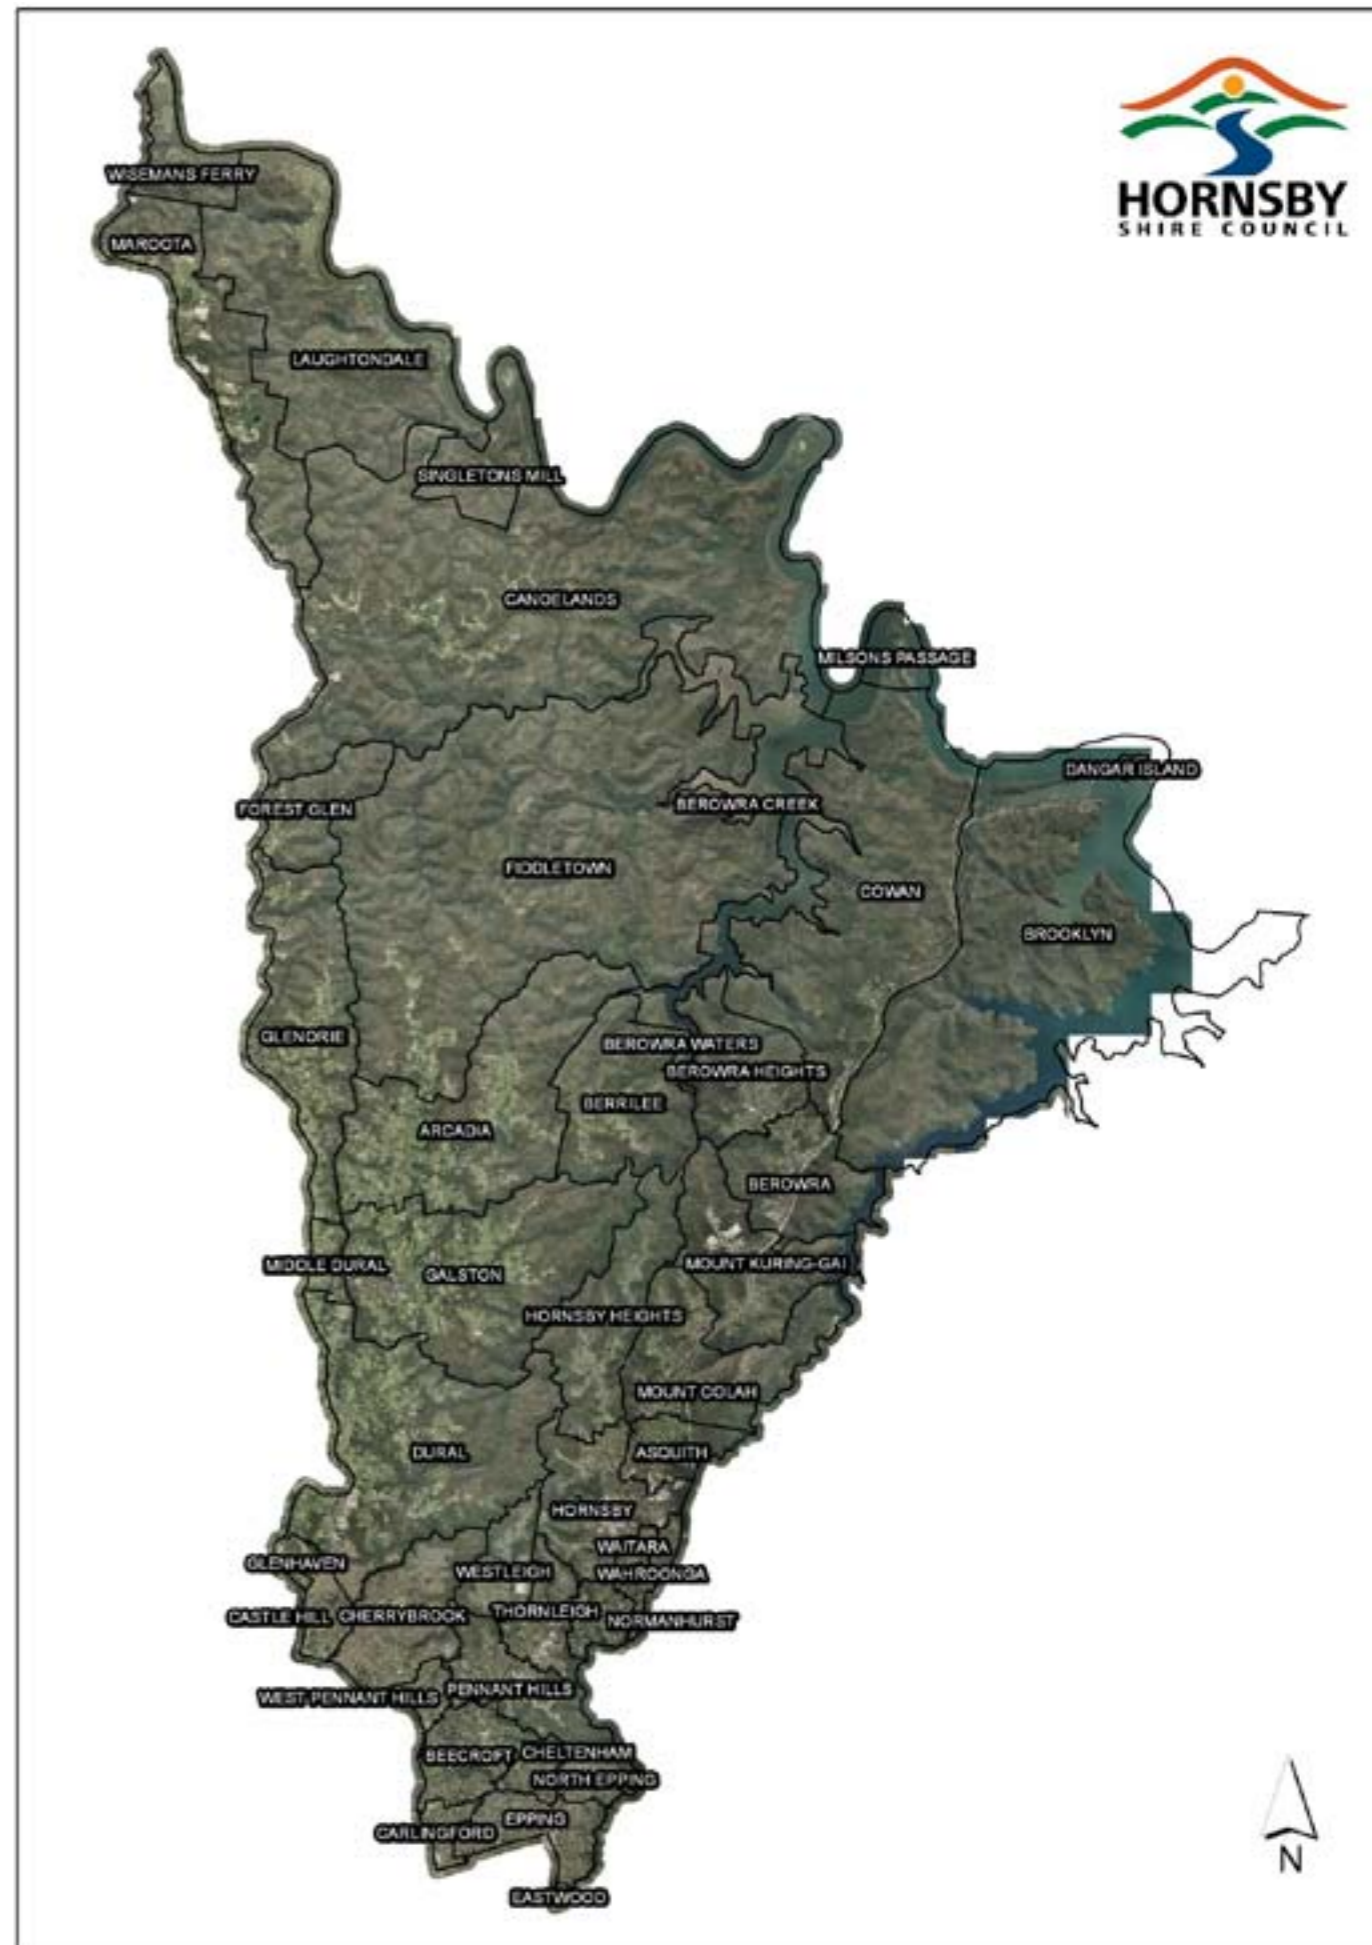 HORNSBY
SHIRE COUNCIL
WISEMANS FERRY
MAROOTA
LAUGHTONDALE
SINGLETONS MILL
CANOELANDS
MILSONS PASSAGE
DANGAR ISLAND
BEROWRA CREEK
FOREST GLEN
FIDDLETOWN
COWAN
BROOKLYN
GLENORIE
BEROWRA WATERS
BEROWRA HEIGHTS
BERRILEE
ARCADIA
BEROWRA
MIDDLE DURAL
GALSTON
MOUNT KURING-GAI
HORNSBY HEIGHTS
MOUNT COLAH
DURAL
ASQUITH
HORNSBY
WAITARA
GLENHAVEN
WESTLEIGH
WAHROONGA
CASTLE HILL
CHERRYBROOK
THORNLEIGH
NORMANHURST
WEST PENNANT HILLS
PENNANT HILLS
BEECROFT
CHELTENHAM
NORTH EPPING
EPPING
CARLINGFORD
EASTWOOD
N